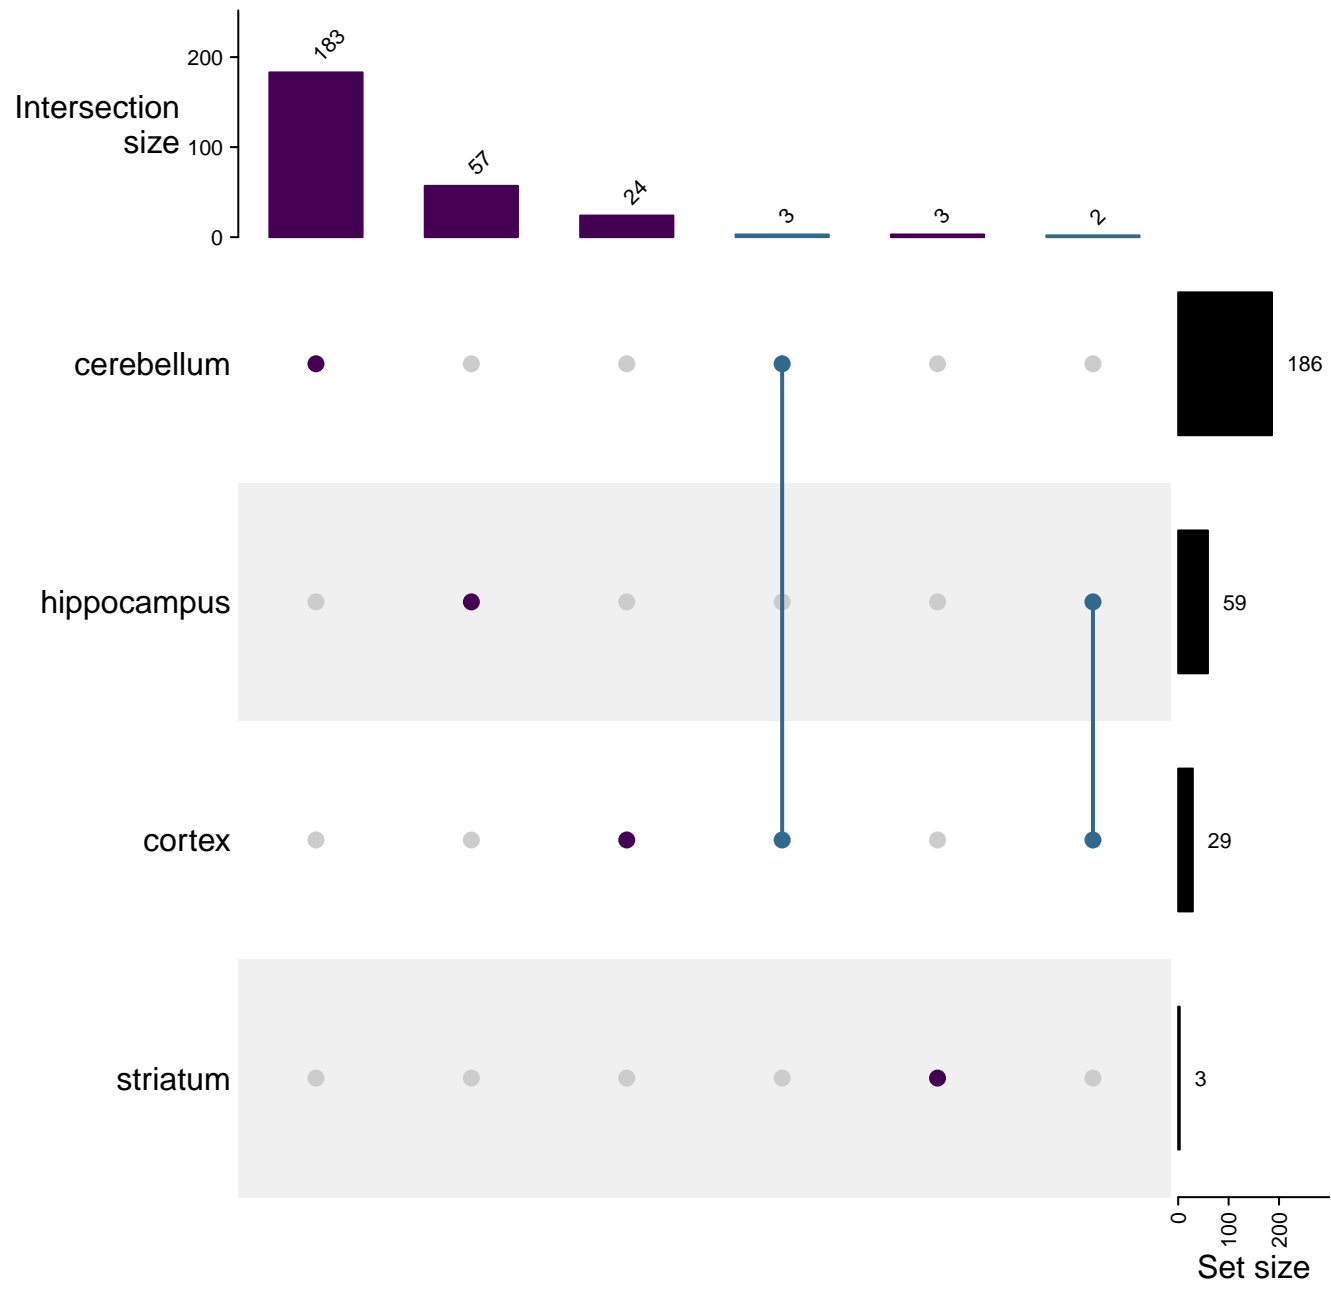 183
200
57
Intersection
size
100
24
3
3
2
0
cerebellum
186
hippocampus
59
cortex
29
striatum
3
0
100
200
Set size